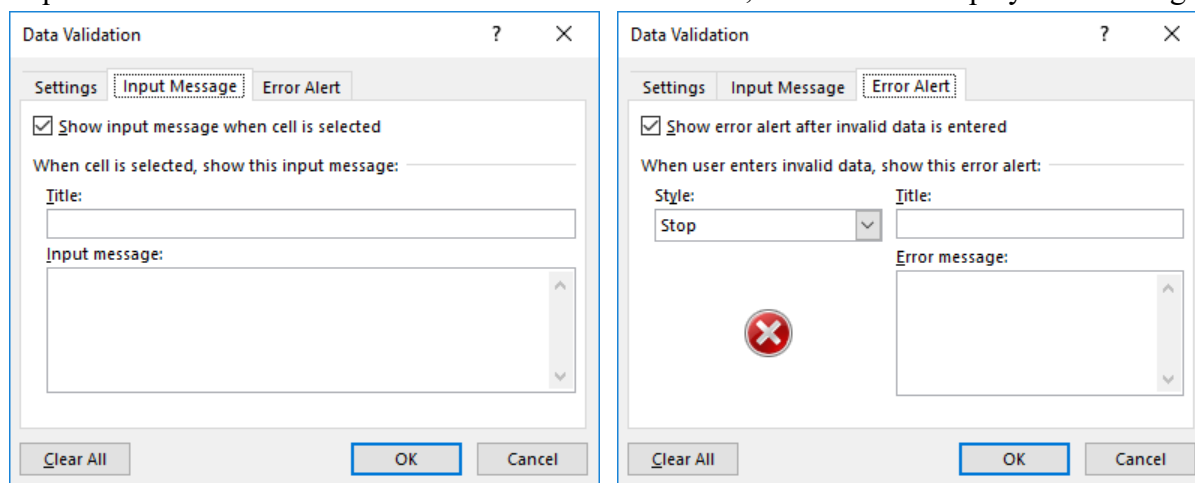 Data Validation ?
Settings Input Message Error Alert
Show input message when cell is selected
When cell is selected, show this input message:
Title:
Input message:
Clear All OK Cancel
Data Validation ?
Settings Input Message Error Alert
Show error alert after invalid data is entered
When user enters invalid data, show this error alert:
Style: Title:
Stop
Error message:
Clear All OK Cancel